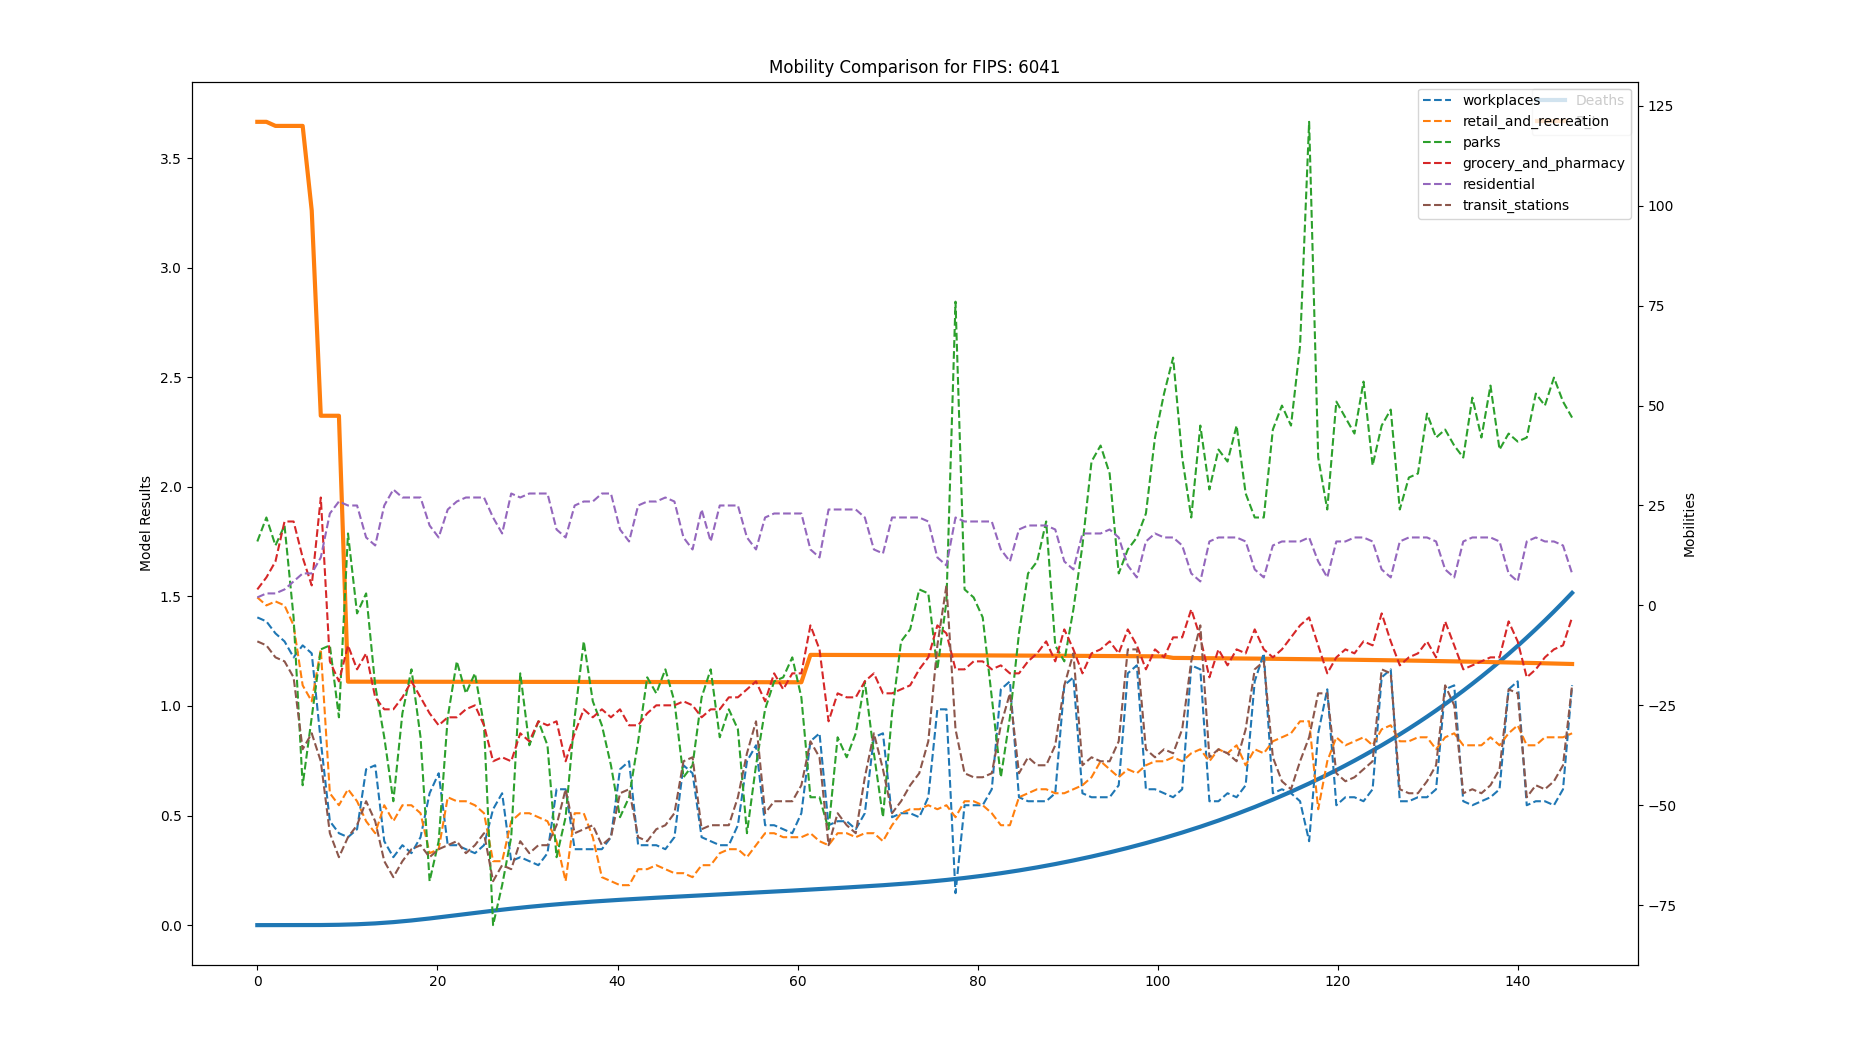 Mobility Comparison for FIPS: 6041
workplaces
Deaths
retail_and_recreation
parks
grocery_and_pharmacy
residential
transit_stations
3.5
3.0
2.5
2.0
1.5
1.0
0.5
0.0
Model Results
125
100
75
50
25
0
−25
−50
−75
Mobilities
0
20
40
60
80
100
120
140